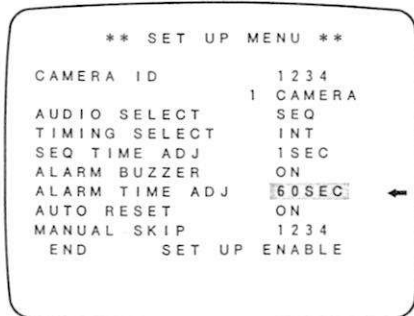 ** SET UP MENU **
CAMERA ID 1234
1 CAMERA
AUDIO SELECT SEQ
TIMING SELECT INT
SEQ TIME ADJ 1SEC
ALARM BUZZER ON
ALARM TIME ADJ 60SEC
AUTO RESET ON
MANUAL SKIP 1234
END SET UP ENABLE